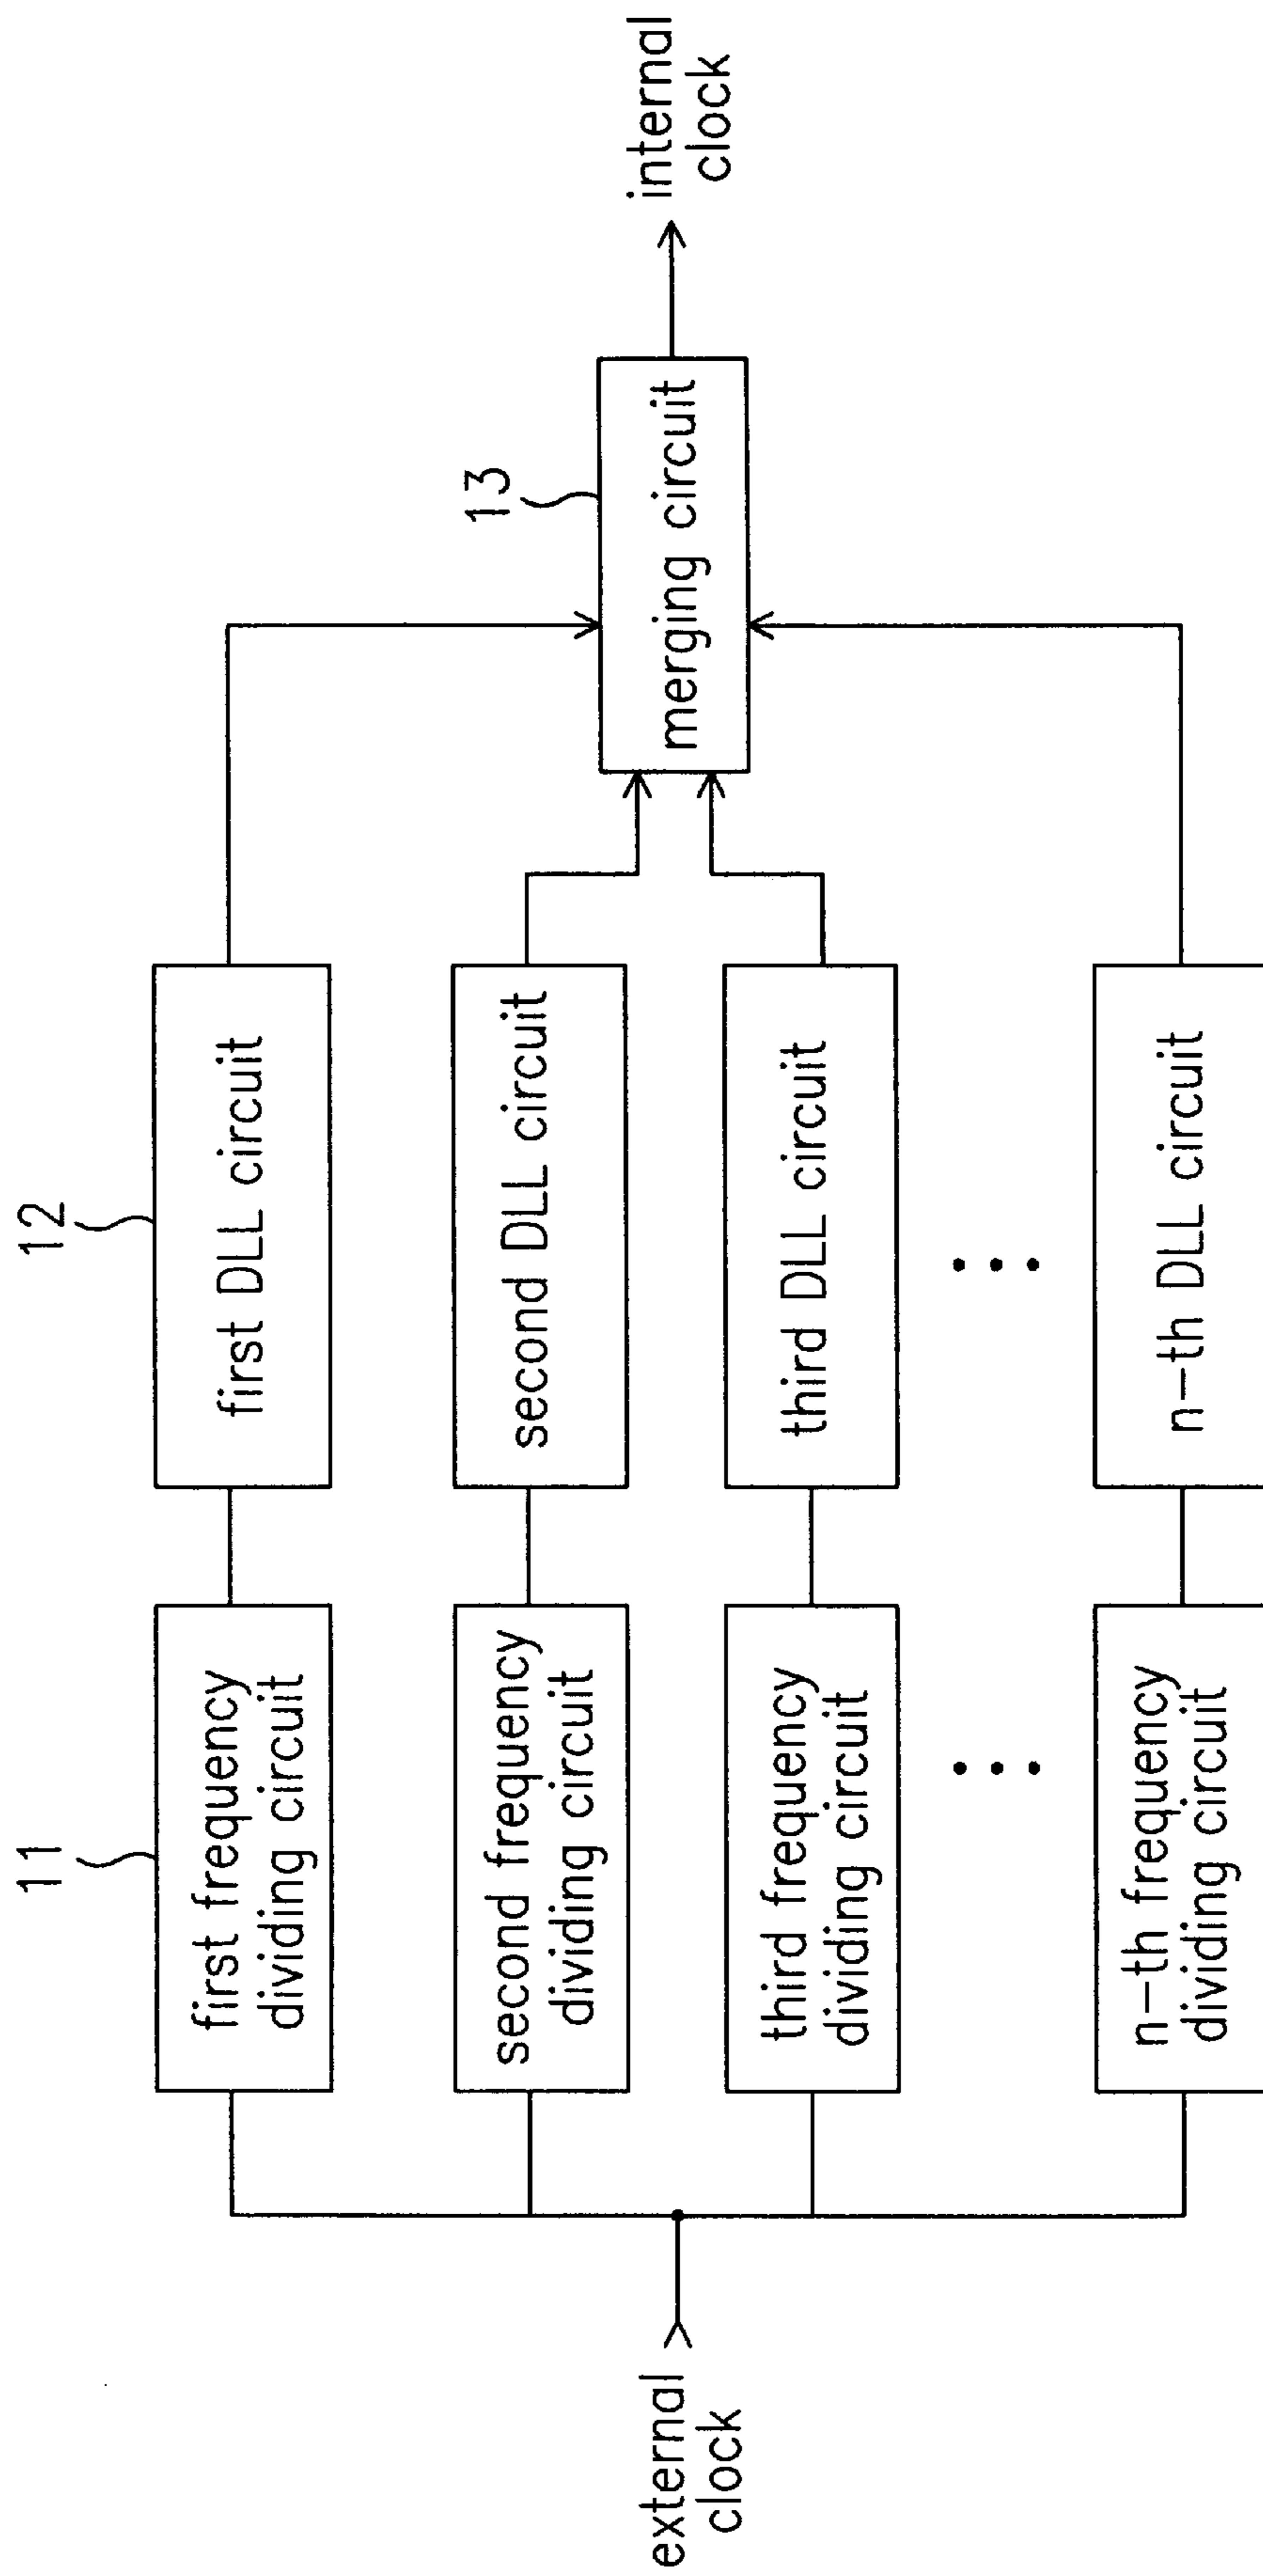 11
12
13
external
clock
first frequency
dividing circuit
first DLL circuit
second frequency
dividing circuit
second DLL circuit
third frequency
dividing circuit
third DLL circuit
n-th frequency
dividing circuit
n-th DLL circuit
merging circuit
internal
clock